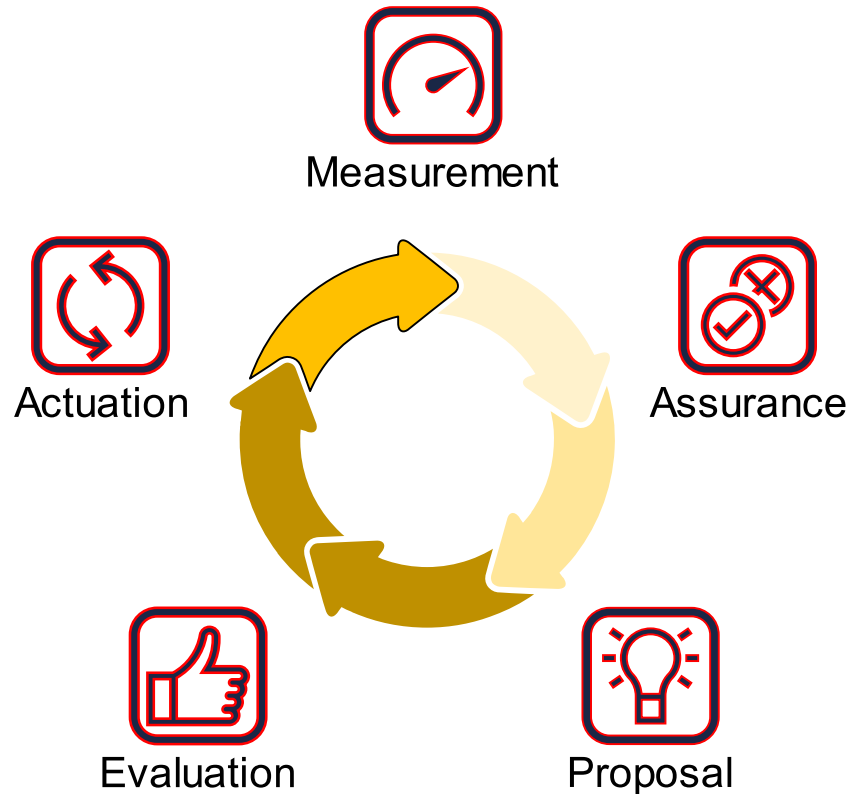 Measurement
Actuation
Assurance
Evaluation
Proposal